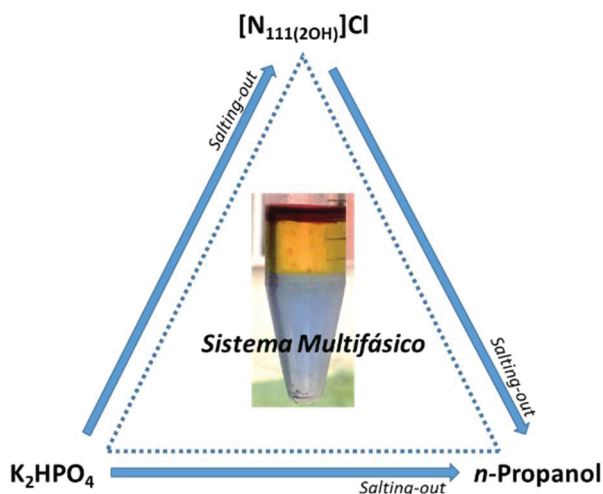 [N₁₁₁₍₂OH₎]Cl
Salting-out
Salting-out
Sistema Multifásico
K₂HPO₄
n-Propanol
Salting-out